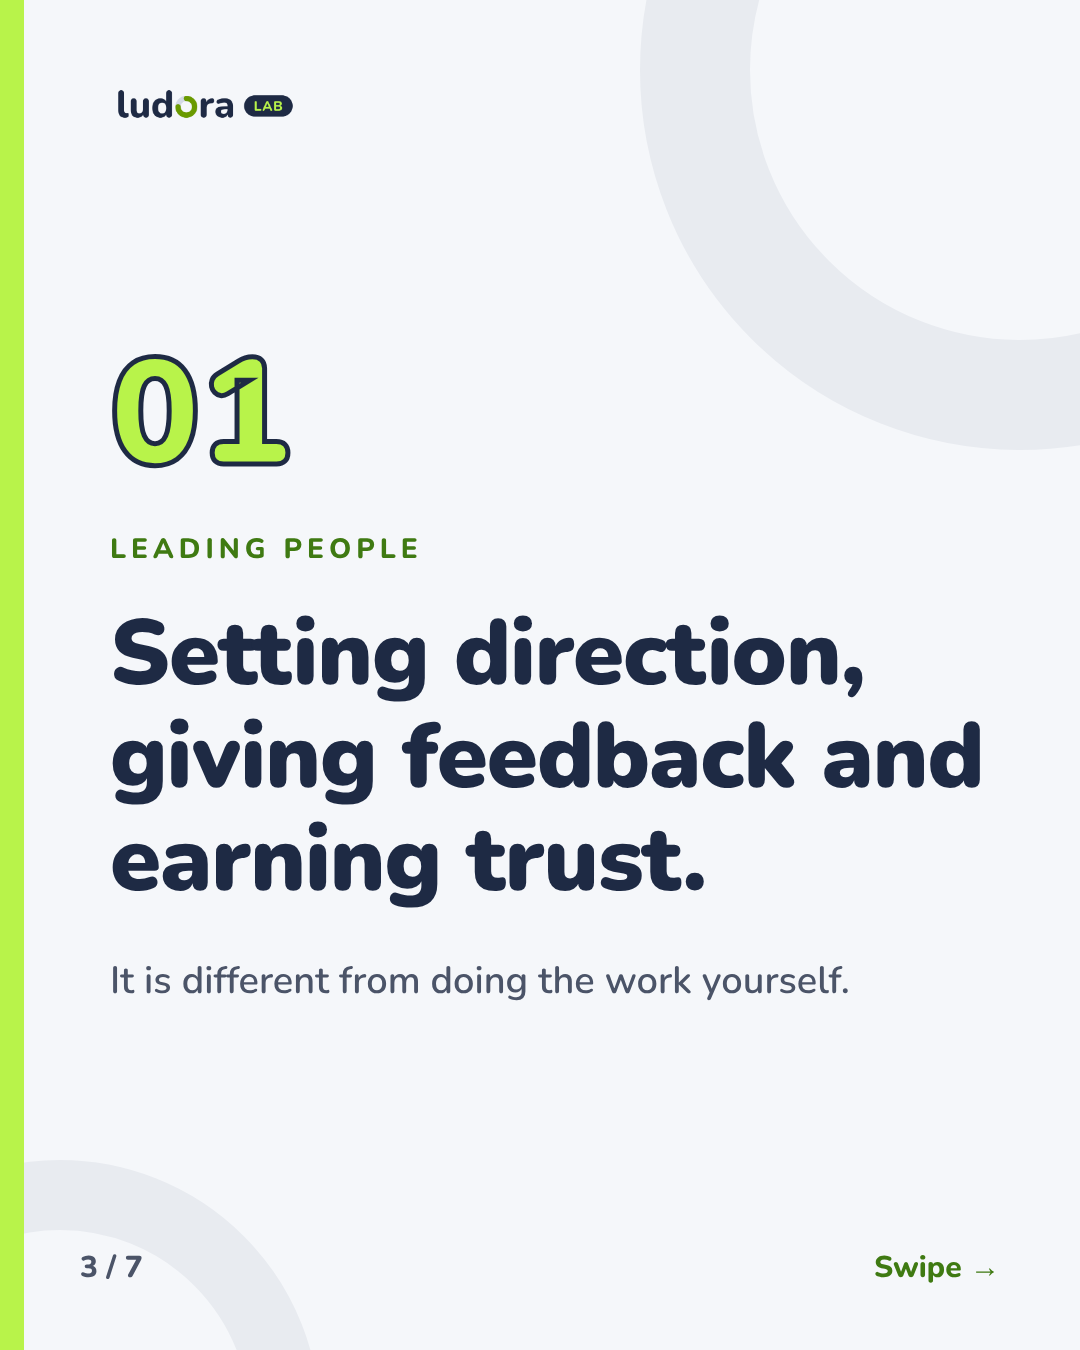 ludora LAB
01
LEADING PEOPLE
Setting direction,
giving feedback and
earning trust.
It is different from doing the work yourself.
3 / 7
Swipe →